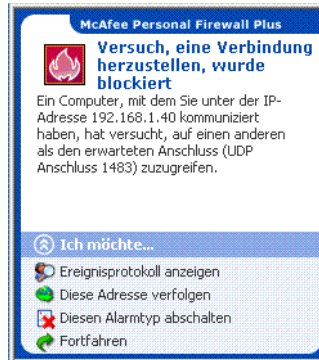 McAfee Personal Firewall Plus
Versuch, eine Verbindung
herzustellen, wurde
blockiert
Ein Computer, mit dem Sie unter der IP-
Adresse 192.168.1.40 kommuniziert
haben, hat versucht, auf einen anderen
als den erwarteten Anschluss (UDP
Anschluss 1483) zuzugreifen.
Ich möchte...
Ereignisprotokoll anzeigen
Diese Adresse verfolgen
Diesen Alarmtyp abschalten
Fortfahren